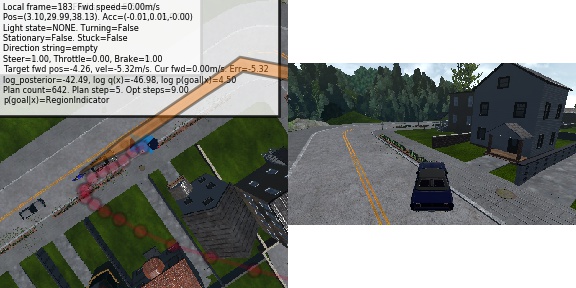 Local frame=183. Fwd.speed=0.00m/s
Pos=(3.10,29.99,38.13). Acc=(-0.01,0.01,-0.00)
Light state=NONE. Turning=False
Stationary=False. Stuck=False
Direction string=empty
Steer=1.00, Throttle=0.00, Brake=1.00
Target fwd pos=-4.26, vel=-5.32m/s. Cur fwd=0.00m/s. Err=-5.32
log_posterior=-42.49, log q(x)=-46.98, log p(goal|x)=4.50
Plan count=642. Plan step=5. Opt steps=9.00
p(goal|x)=RegionIndicator